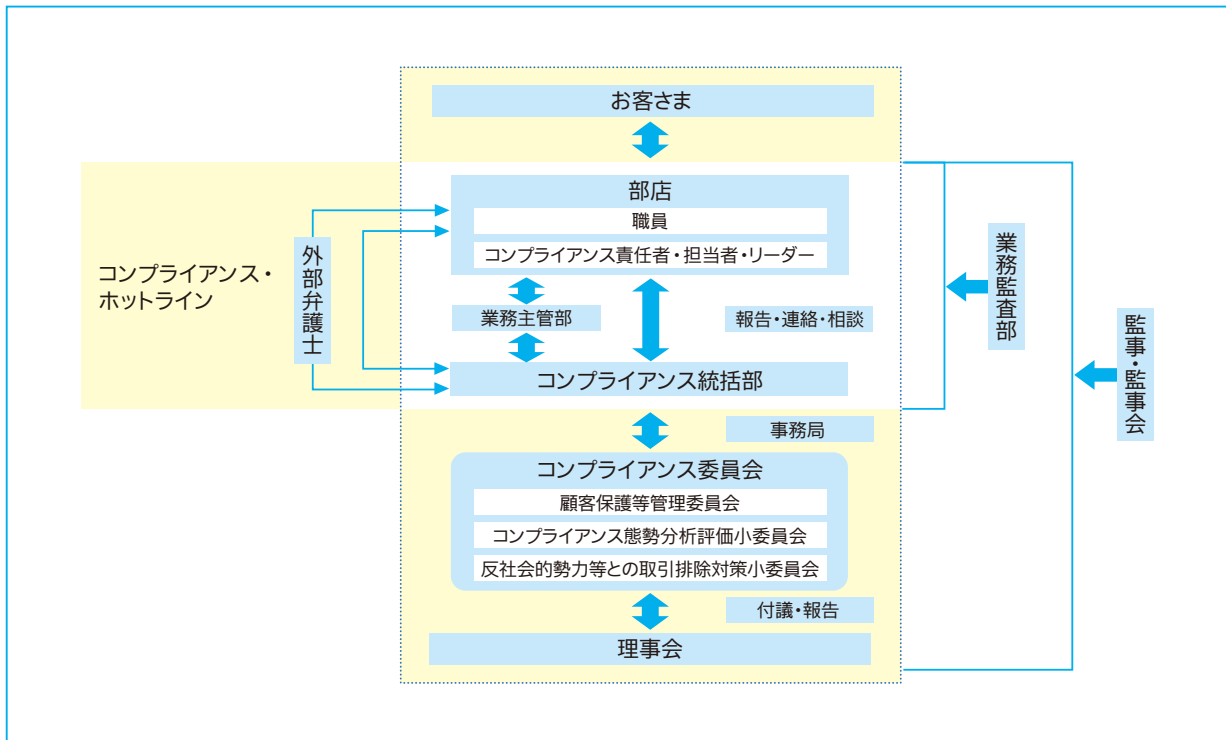 お客さま
部店
職員
コンプライアンス責任者・担当者・リーダー
コンプライアンス・
ホットライン
外部弁護士
業務主管部
報告・連絡・相談
コンプライアンス統括部
業務監査部
監事・監事会
事務局
コンプライアンス委員会
顧客保護等管理委員会
コンプライアンス態勢分析評価小委員会
反社会的勢力等との取引排除対策小委員会
付議・報告
理事会